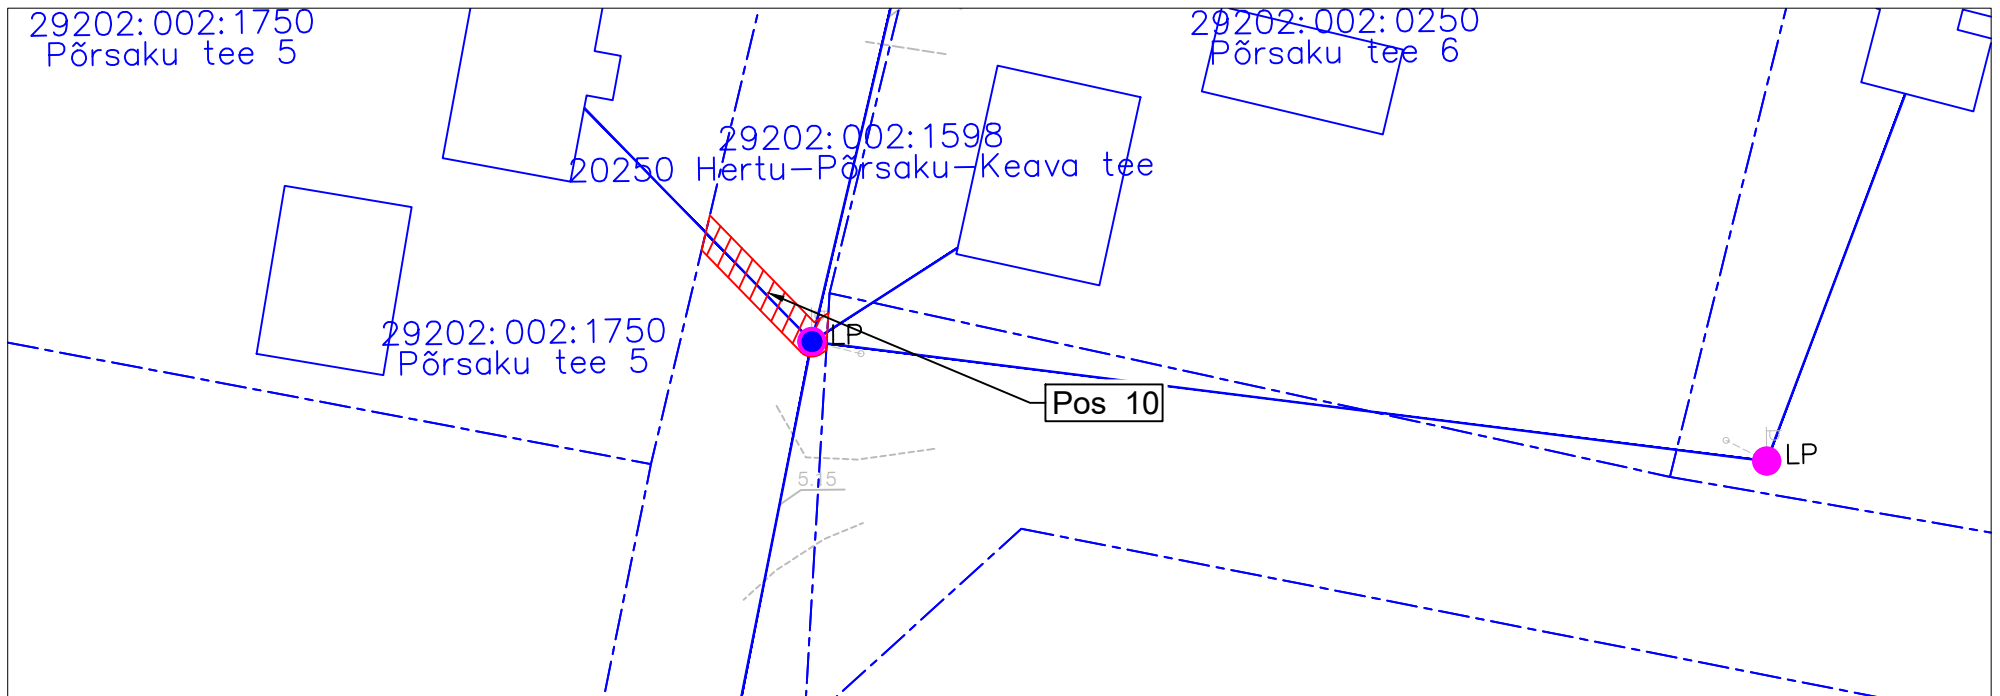 29202:002:1750
Põrsaku tee 5
29202:002:0250
Põrsaku tee 6
29202:002:1598
20250 Hertu-Põrsaku-Keava tee
29202:002:1750
Põrsaku tee 5
LP
Pos 10
LP
5.15